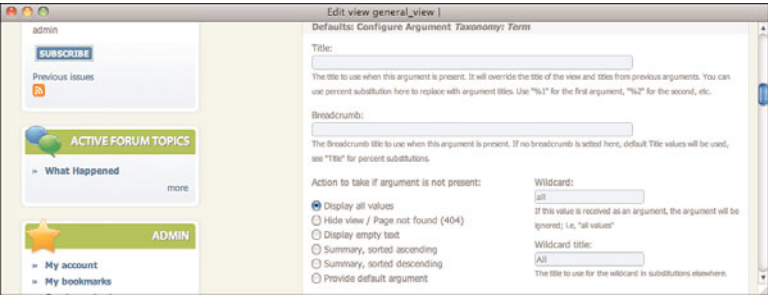 Edit view general_view |
admin
SUBSCRIBE
Previous issues
ACTIVE FORUM TOPICS
» What Happened
more
ADMIN
» My account
» My bookmarks
Defaults: Configure Argument Taxonomy: Term
Title:
The title to use when this argument is present. It will override the title of the view and titles from previous arguments. You can
use percent substitution here to replace with argument titles. Use "%1" for the first argument, "%2" for the second, etc.
Breadcrumb:
The Breadcrumb title to use when this argument is present. If no breadcrumb is setted here, default Title values will be used,
see "Title" for percent substitutions.
Action to take if argument is not present:
Display all values
Hide view / Page not found (404)
Display empty text
Summary, sorted ascending
Summary, sorted descending
Provide default argument
Wildcard:
all
If this value is received as an argument, the argument will be
ignored; i.e, "all values"
Wildcard title:
All
The title to use for the wildcard in substitutions elsewhere.